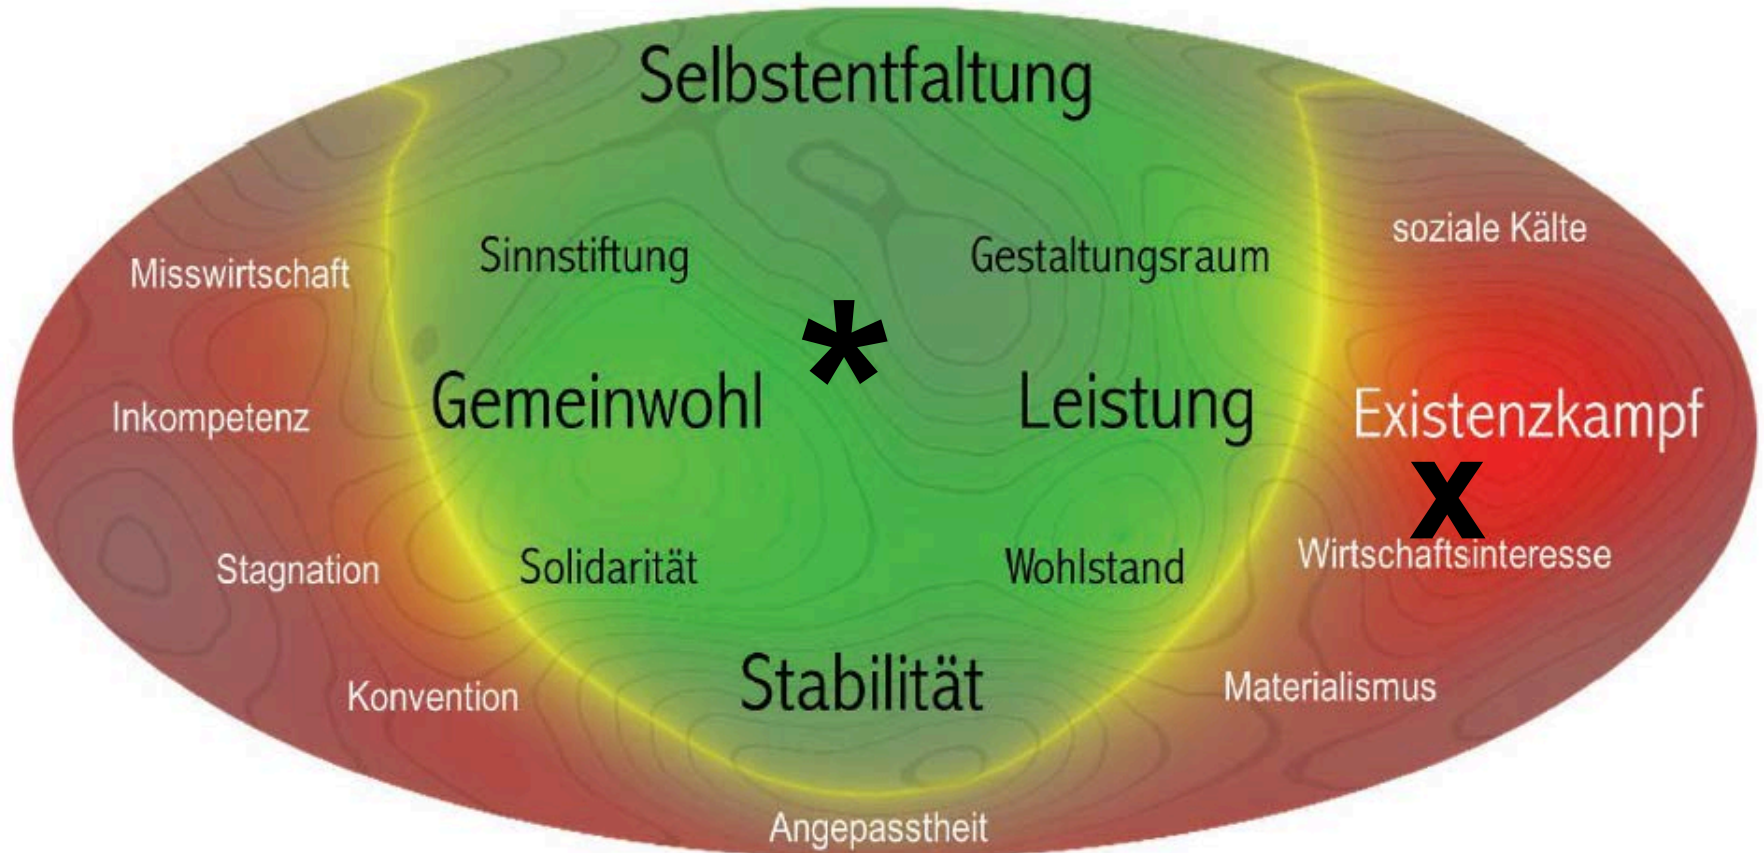 Selbstentfaltung
soziale Kälte
Misswirtschaft
Sinnstiftung
Gestaltungsraum
*
Inkompetenz
Gemeinwohl
Leistung
Existenzkampf
x
Stagnation
Solidarität
Wohlstand
Wirtschaftsinteresse
Konvention
Stabilität
Materialismus
Angepasstheit